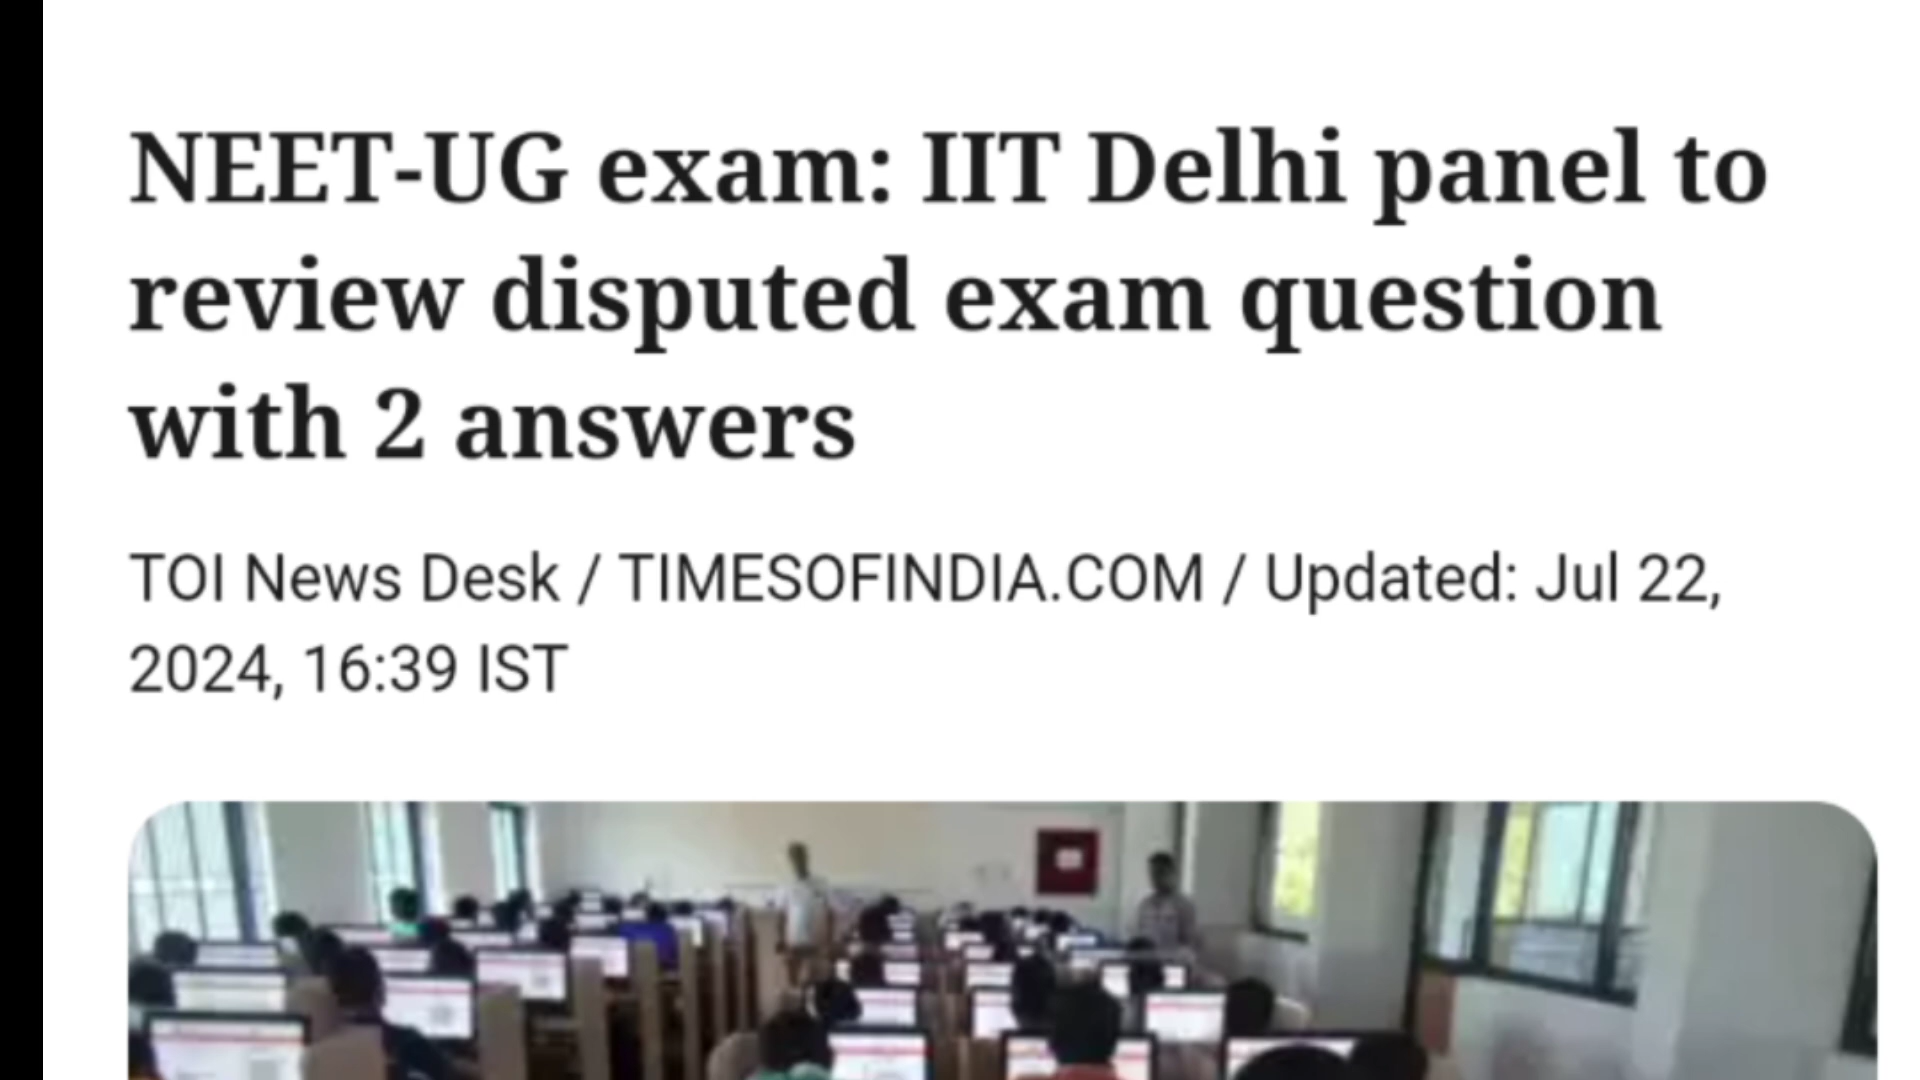 NEET-UG exam: IIT Delhi panel to
review disputed exam question
with 2 answers
TOI News Desk / TIMESOFINDIA.COM / Updated: Jul 22,
2024, 16:39 IST